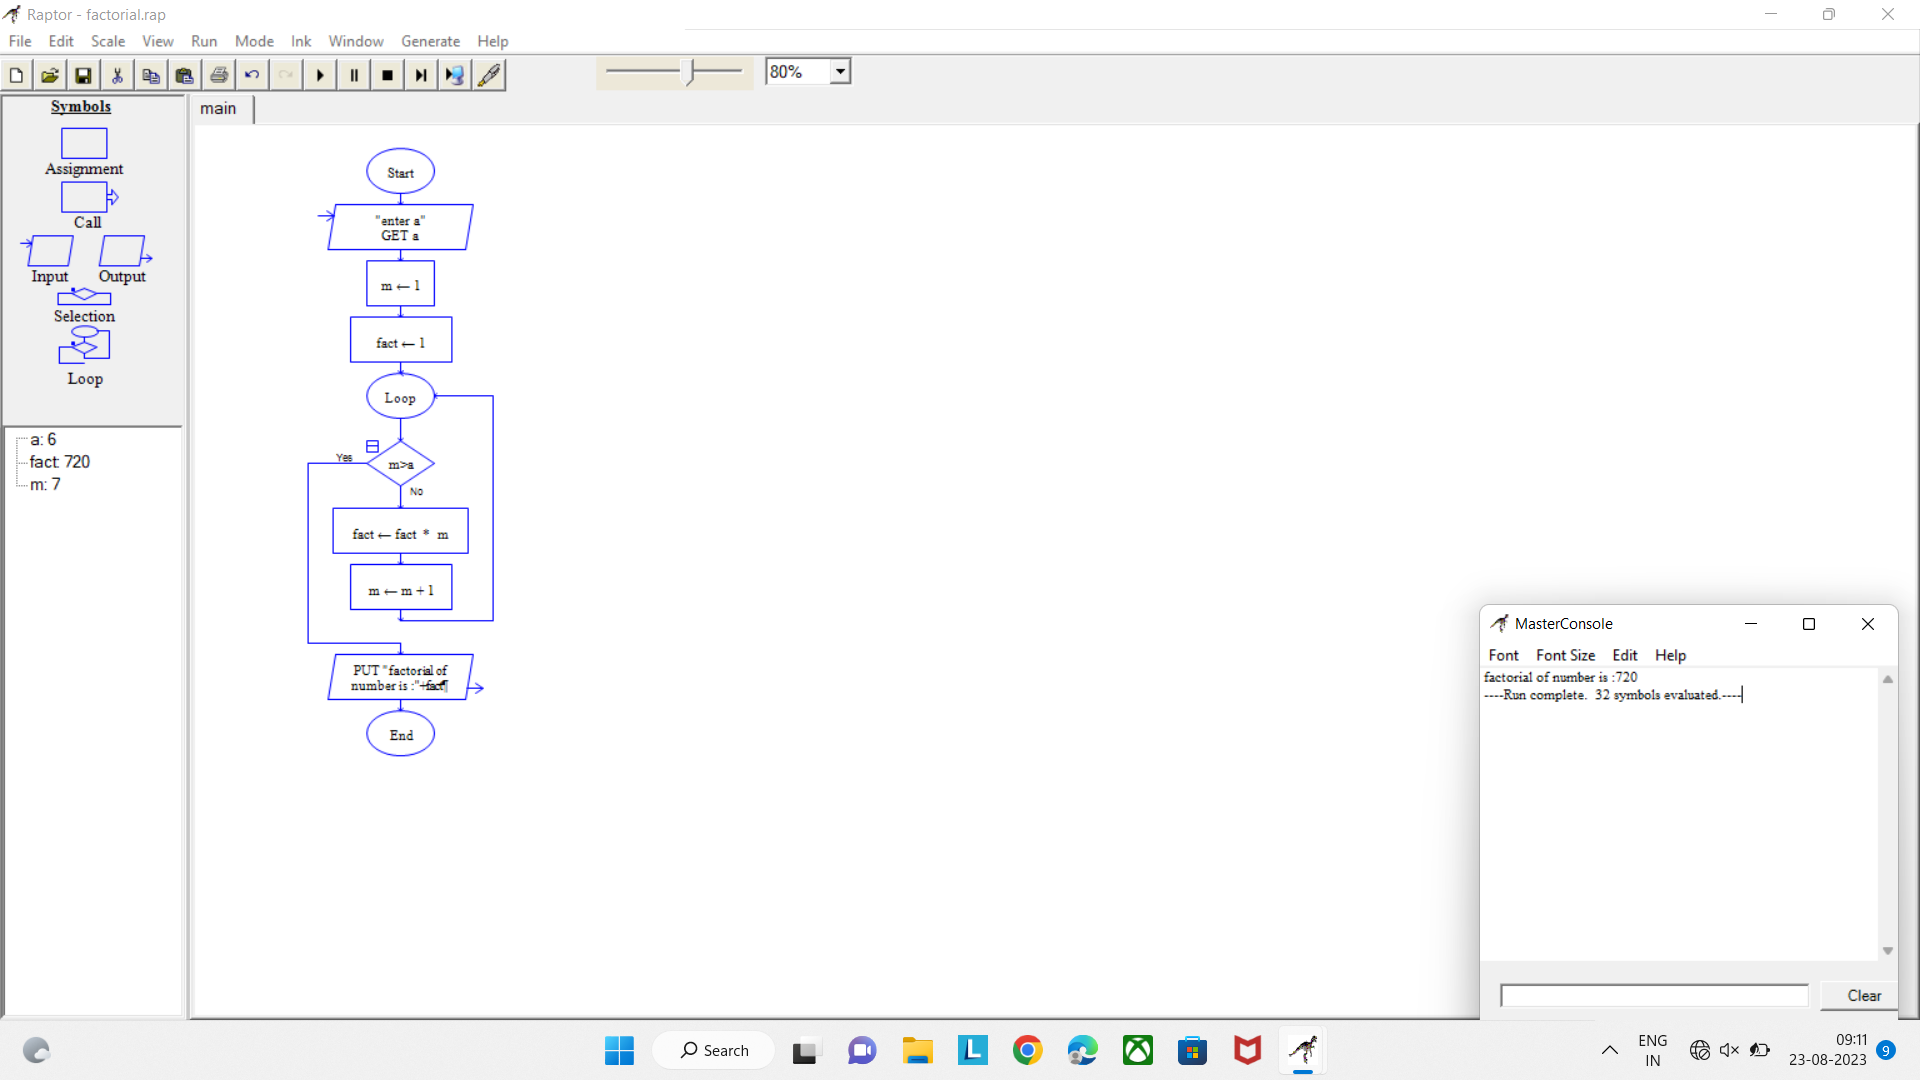 Raptor - factorial.rap
File Edit Scale View Run Mode Ink Window Generate Help
80%
Symbols
Assignment
Call
Input Output
Selection
Loop
a: 6
fact: 720
m: 7
main
Start
"enter a"
GET a
m ← 1
fact ← 1
Loop
Yes
m>a
No
fact ← fact * m
m ← m + 1
PUT "factorial of
number is :"+fact¶
End
MasterConsole
Font Font Size Edit Help
factorial of number is :720
----Run complete. 32 symbols evaluated.----
Clear
Search
ENG
IN
09:11
23-08-2023
9